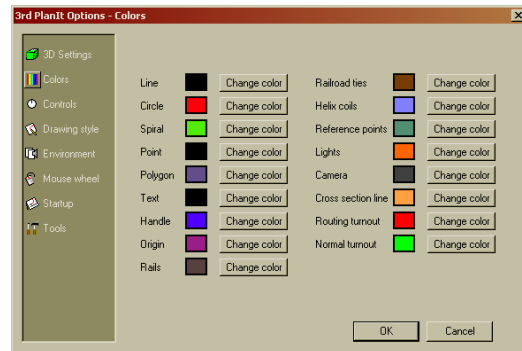 3rd PlanIt Options - Colors
3D Settings
Colors
Controls
Drawing style
Environment
Mouse wheel
Startup
Tools
Line Change color
Circle Change color
Spiral Change color
Point Change color
Polygon Change color
Text Change color
Handle Change color
Origin Change color
Rails Change color
Railroad ties Change color
Helix coils Change color
Reference points Change color
Lights Change color
Camera Change color
Cross section line Change color
Routing turnout Change color
Normal turnout Change color
OK Cancel